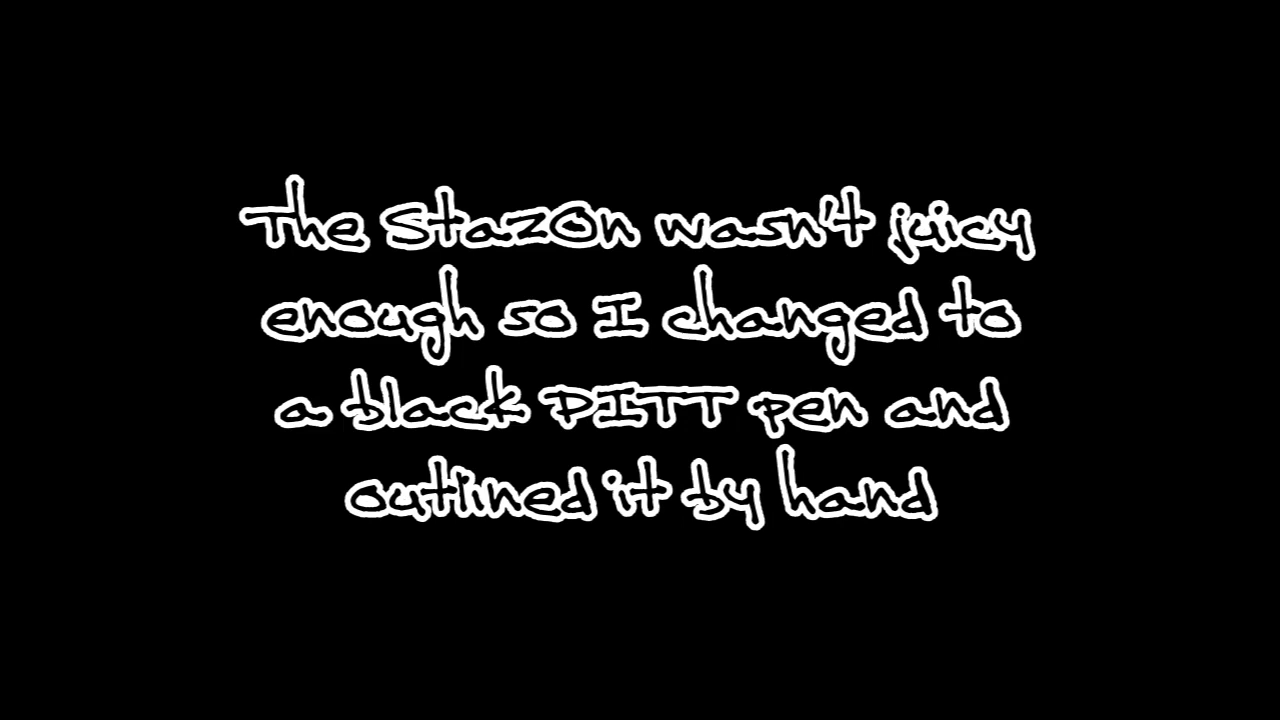 The StazOn wasn't juicy
enough so I changed to
a black PITT pen and
outlined it by hand